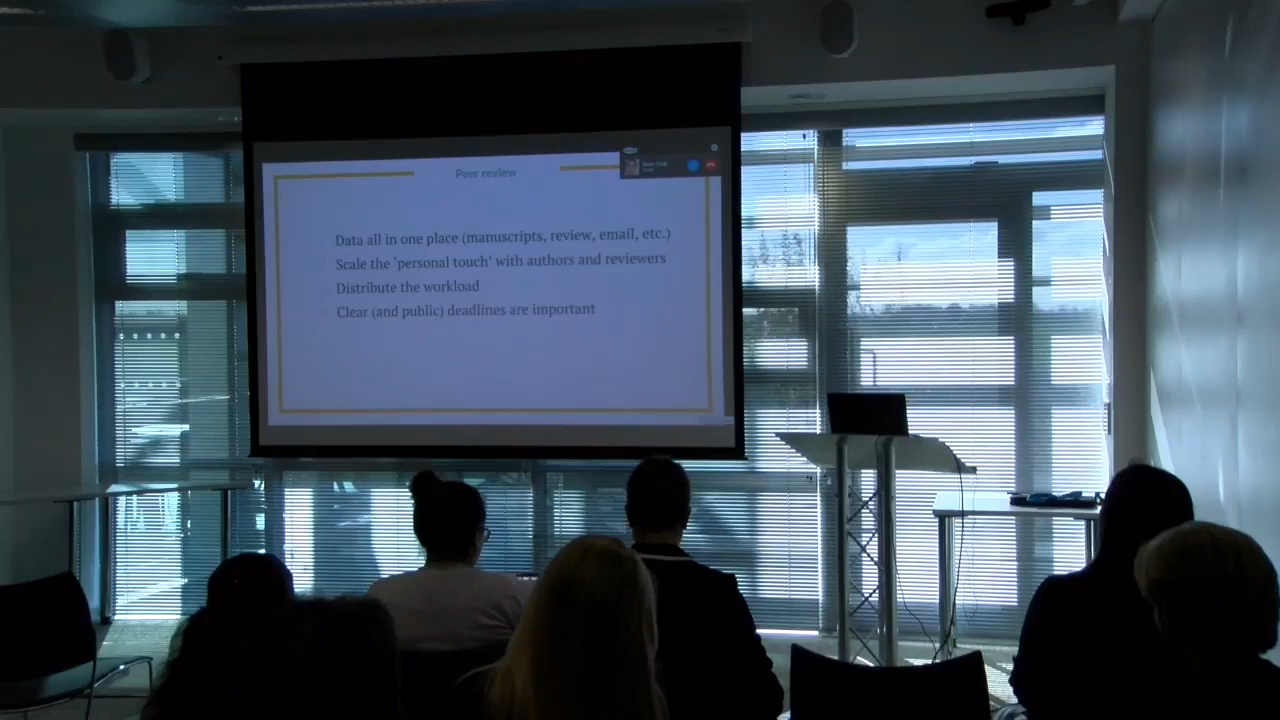 Peer review
Data all in one place (manuscripts, review, email, etc.)
Scale the 'personal touch' with authors and reviewers
Distribute the workload
Clear (and public) deadlines are important